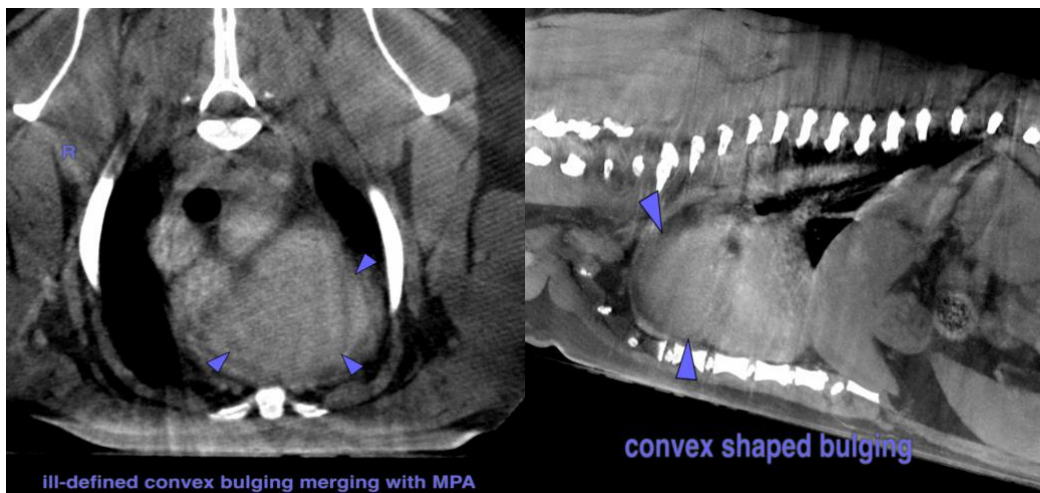 R
ill-defined convex bulging merging with MPA
convex shaped bulging